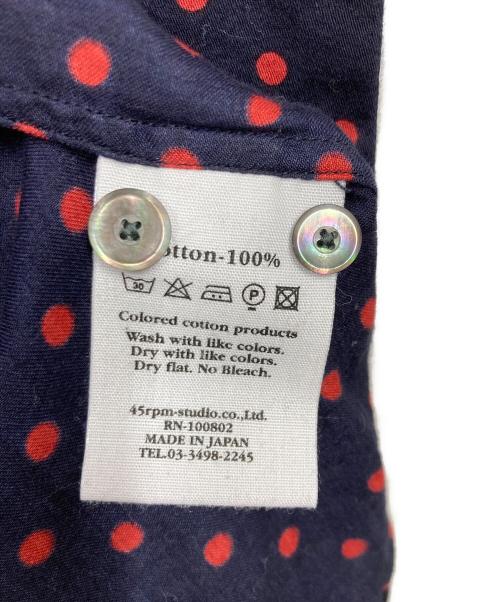 otton-100%
30 P
Colored cotton products
Wash with like colors.
Dry with like colors.
Dry flat. No Bleach.
45rpm-studio.co.,Ltd.
RN-100802
MADE IN JAPAN
TEL.03-3498-2245